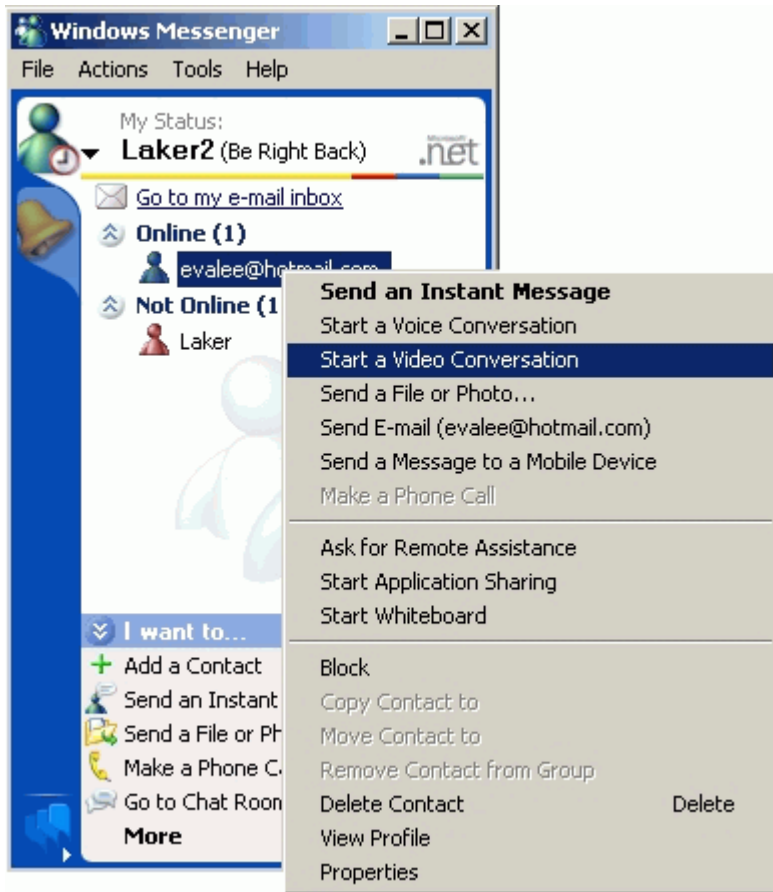 Windows Messenger
File Actions Tools Help
My Status:
Laker2 (Be Right Back)
Microsoft
.net
Go to my e-mail inbox
Online (1)
evalee@hotmail.com
Not Online (1
Laker
Send an Instant Message
Start a Voice Conversation
Start a Video Conversation
Send a File or Photo...
Send E-mail (evalee@hotmail.com)
Send a Message to a Mobile Device
Make a Phone Call
Ask for Remote Assistance
Start Application Sharing
Start Whiteboard
Block
Copy Contact to
Move Contact to
Remove Contact from Group
Delete Contact Delete
View Profile
Properties
I want to...
Add a Contact
Send an Instant
Send a File or Ph
Make a Phone C
Go to Chat Room
More